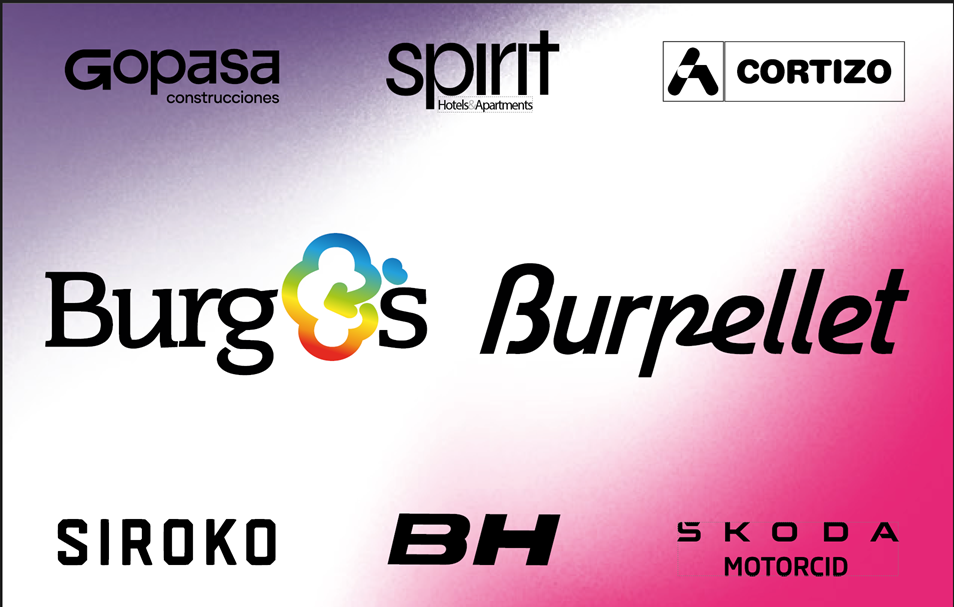 Gopasa
construcciones
spirit
Hotels&Apartments
CORTIZO
Burgos
Burpellet
SIROKO
BH
SKODA
MOTORCID